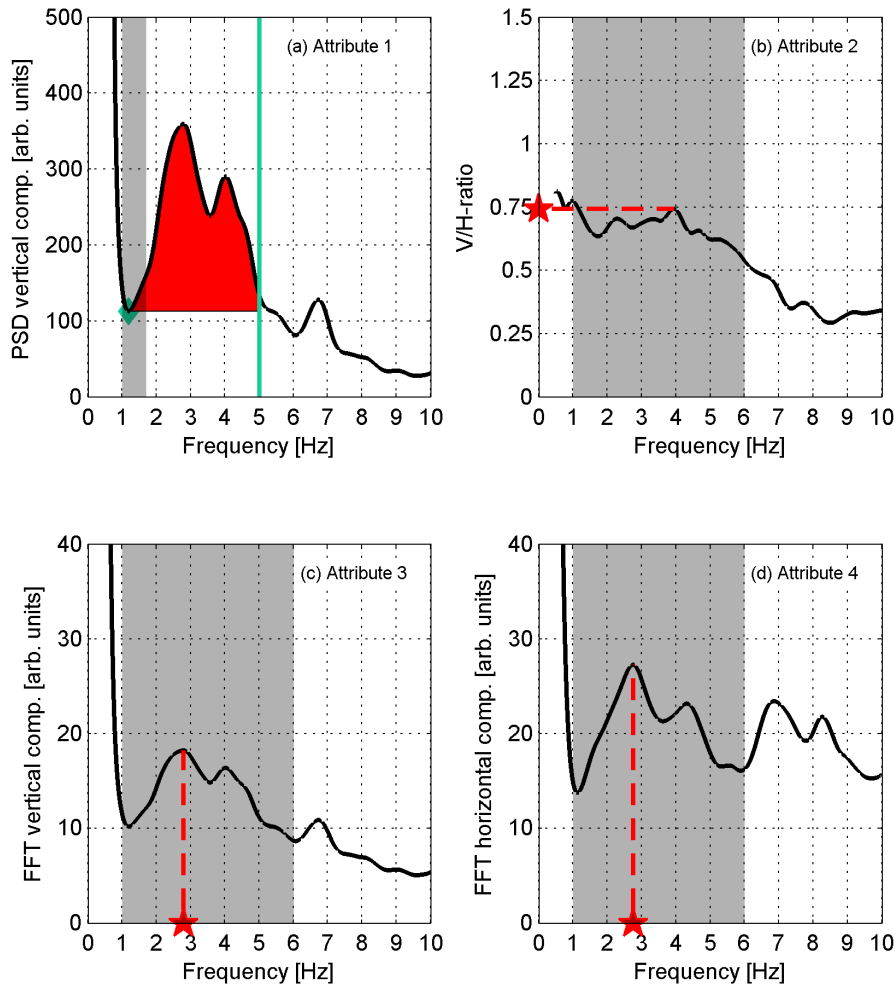 (a) Attribute 1
PSD vertical comp. [arb. units]
500
400
300
200
100
0
0 1 2 3 4 5 6 7 8 9 10
Frequency [Hz]
(b) Attribute 2
V/H-ratio
1.5
1.25
1
0.75
0.5
0.25
0
0 1 2 3 4 5 6 7 8 9 10
Frequency [Hz]
(c) Attribute 3
FFT vertical comp. [arb. units]
40
30
20
10
0
0 1 2 3 4 5 6 7 8 9 10
Frequency [Hz]
(d) Attribute 4
FFT horizontal comp. [arb. units]
40
30
20
10
0
0 1 2 3 4 5 6 7 8 9 10
Frequency [Hz]